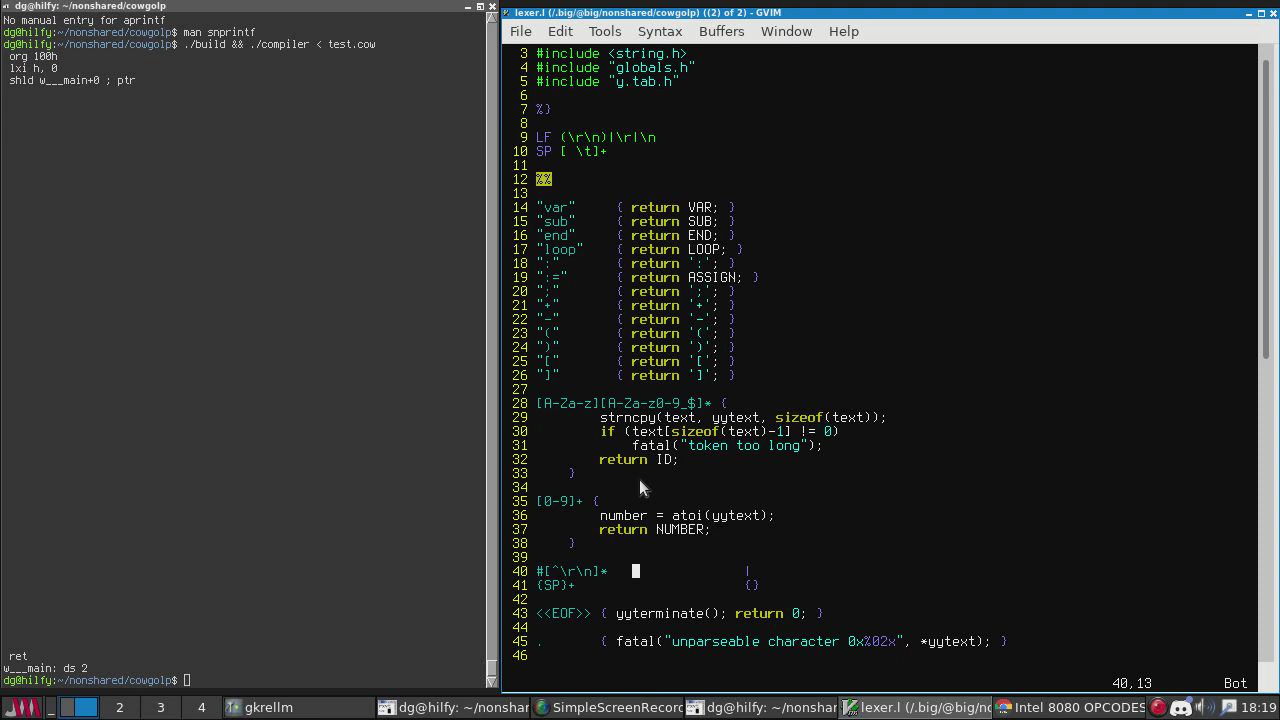 dg@hilfy: ~/nonshared/cowgolp
No manual entry for aprintf
dg@hilfy:~/nonshared/cowgolp$ man snprintf
dg@hilfy:~/nonshared/cowgolp$ ./build && ./compiler < test.cow
org 100h
lxi h, 0
shld w___main+0 ; ptr
ret
w___main: ds 2
dg@hilfy:~/nonshared/cowgolp$
lexer.l (/.big/@big/nonshared/cowgolp) ((2) of 2) - GVIM
File Edit Tools Syntax Buffers Window Help
3 #include <string.h>
4 #include "globals.h"
5 #include "y.tab.h"
6
7 %}
8
9 LF (\r\n)|\r|\n
10 SP [ \t]+
11
12 %%
13
14 "var" { return VAR; }
15 "sub" { return SUB; }
16 "end" { return END; }
17 "loop" { return LOOP; }
18 ":" { return ':'; }
19 ":=" { return ASSIGN; }
20 ";" { return ';'; }
21 "+" { return '+'; }
22 "-" { return '-'; }
23 "(" { return '('; }
24 ")" { return ')'; }
25 "[" { return '['; }
26 "]" { return ']'; }
27
28 [A-Za-z][A-Za-z0-9_$]* {
29 strncpy(text, yytext, sizeof(text));
30 if (text[sizeof(text)-1] != 0)
31 fatal("token too long");
32 return ID;
33 }
34
35 [0-9]+ {
36 number = atoi(yytext);
37 return NUMBER;
38 }
39
40 #[^\r\n]* |
41 {SP}+ {}
42
43 <<EOF>> { yyterminate(); return 0; }
44
45 . { fatal("unparseable character 0x%02x", *yytext); }
46
40,13 Bot
2 3 4 gkrellm dg@hilfy: ~/nonshar SimpleScreenRecord dg@hilfy: ~/nonshar lexer.l (/.big/@big/no Intel 8080 OPCODES 18:19